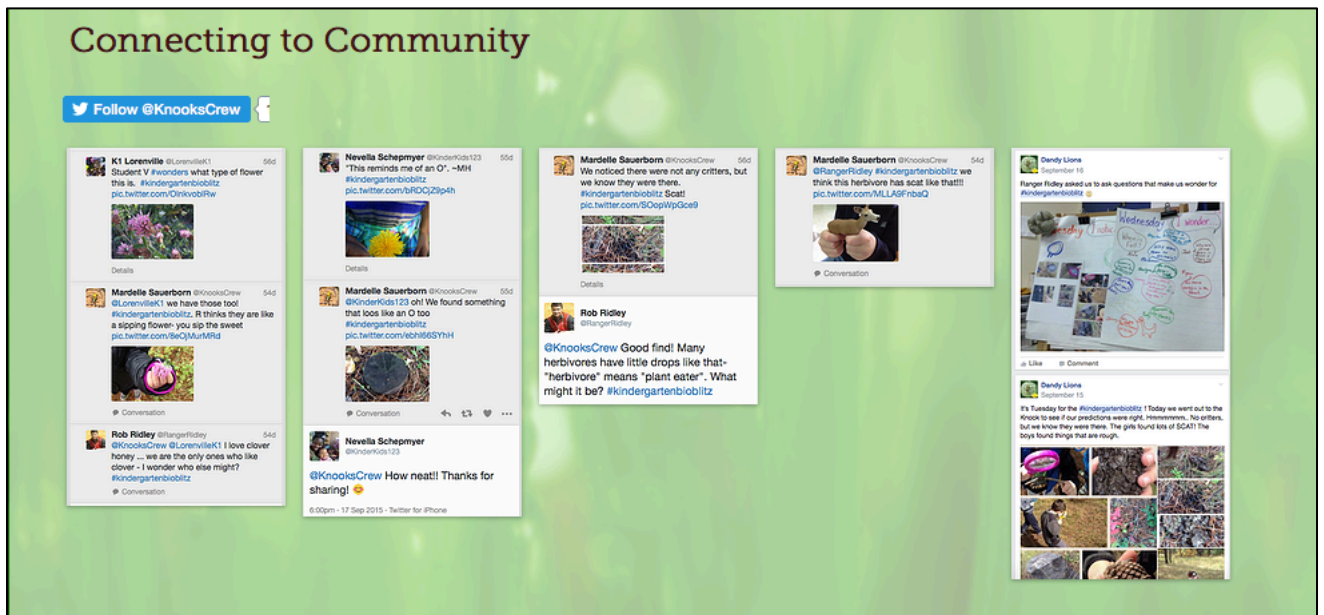 Connecting to Community
Follow @KnooksCrew
K1 Lorenville @LorenvilleK1 56d
Student V #wonders what type of flower
this is. #kindergartenbioblitz
pic.twitter.com/DlnkvoblRw
Details
Mardelle Sauerborn @KnooksCrew 54d
@LorenvilleK1 we have those too!
#kindergartenbioblitz. R thinks they are like
a sipping flower- you sip the sweet
pic.twitter.com/8eOjMurMRd
Conversation
Rob Ridley @RangerRidley 54d
@KnooksCrew @LorenvilleK1 I love clover
honey ... we are the only ones who like
clover - I wonder who else might?
#kindergartenbioblitz
Conversation
Nevella Schepmyer @KinderKids123 55d
"This reminds me of an O". ~MH
#kindergartenbioblitz
pic.twitter.com/bRDCjZ9p4h
Details
Mardelle Sauerborn @KnooksCrew 55d
@KinderKids123 oh! We found something
that loos like an O too
#kindergartenbioblitz
pic.twitter.com/ebhl66SYhH
Conversation
Nevella Schepmyer
@KinderKids123
@KnooksCrew How neat!! Thanks for
sharing!
6:00pm - 17 Sep 2015 - Twitter for iPhone
Mardelle Sauerborn @KnooksCrew 56d
We noticed there were not any critters, but
we know they were there.
#kindergartenbioblitz Scat!
pic.twitter.com/SOopWpGce9
Details
Rob Ridley
@RangerRidley
@KnooksCrew Good find! Many
herbivores have little drops like that-
"herbivore" means "plant eater". What
might it be? #kindergartenbioblitz
Mardelle Sauerborn @KnooksCrew 54d
@RangerRidley #kindergartenbioblitz we
think this herbivore has scat like that!!!
pic.twitter.com/MLLA9FnbaQ
Conversation
Dandy Lions
September 16
Ranger Ridley asked us to ask questions that make us wonder for
#kindergartenbioblitz
Wednesday
I wonder...
Like Comment
Dandy Lions
September 15
It's Tuesday for the #kindergartenbioblitz ! Today we went out to the
Knook to see if our predictions were right. Hmmmmmm.. No critters,
but we know they were there. The girls found lots of SCAT! The
boys found things that are rough.